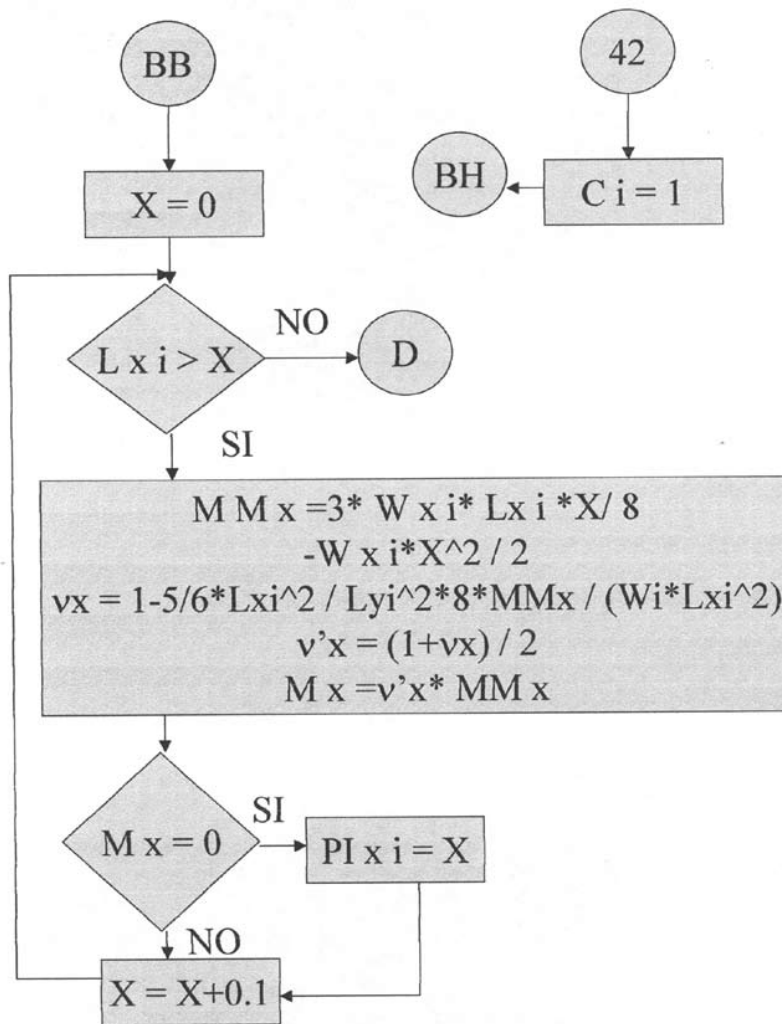 BB
42
X = 0
BH
C i = 1
L x i > X
NO
D
SI
M M x =3* W x i* Lx i *X/ 8
-W x i*X^2 / 2
νx = 1-5/6*Lxi^2 / Lyi^2*8*MMx / (Wi*Lxi^2)
ν’x = (1+νx) / 2
M x =ν’x* MM x
M x = 0
SI
PI x i = X
NO
X = X+0.1